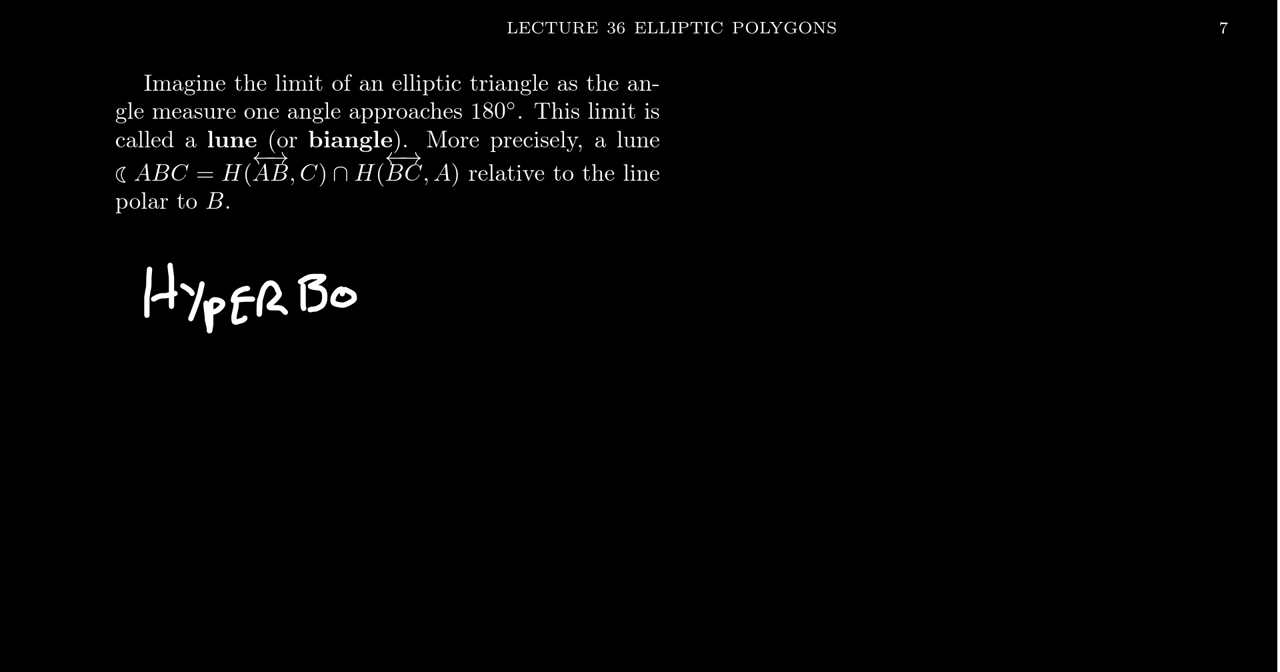 LECTURE 36 ELLIPTIC POLYGONS 7
Imagine the limit of an elliptic triangle as the an-
gle measure one angle approaches 180°. This limit is
called a lune (or biangle). More precisely, a lune
☾ ABC = H(\overleftrightarrow{AB}, C) ∩ H(\overleftrightarrow{BC}, A) relative to the line
polar to B.
HYPERBO